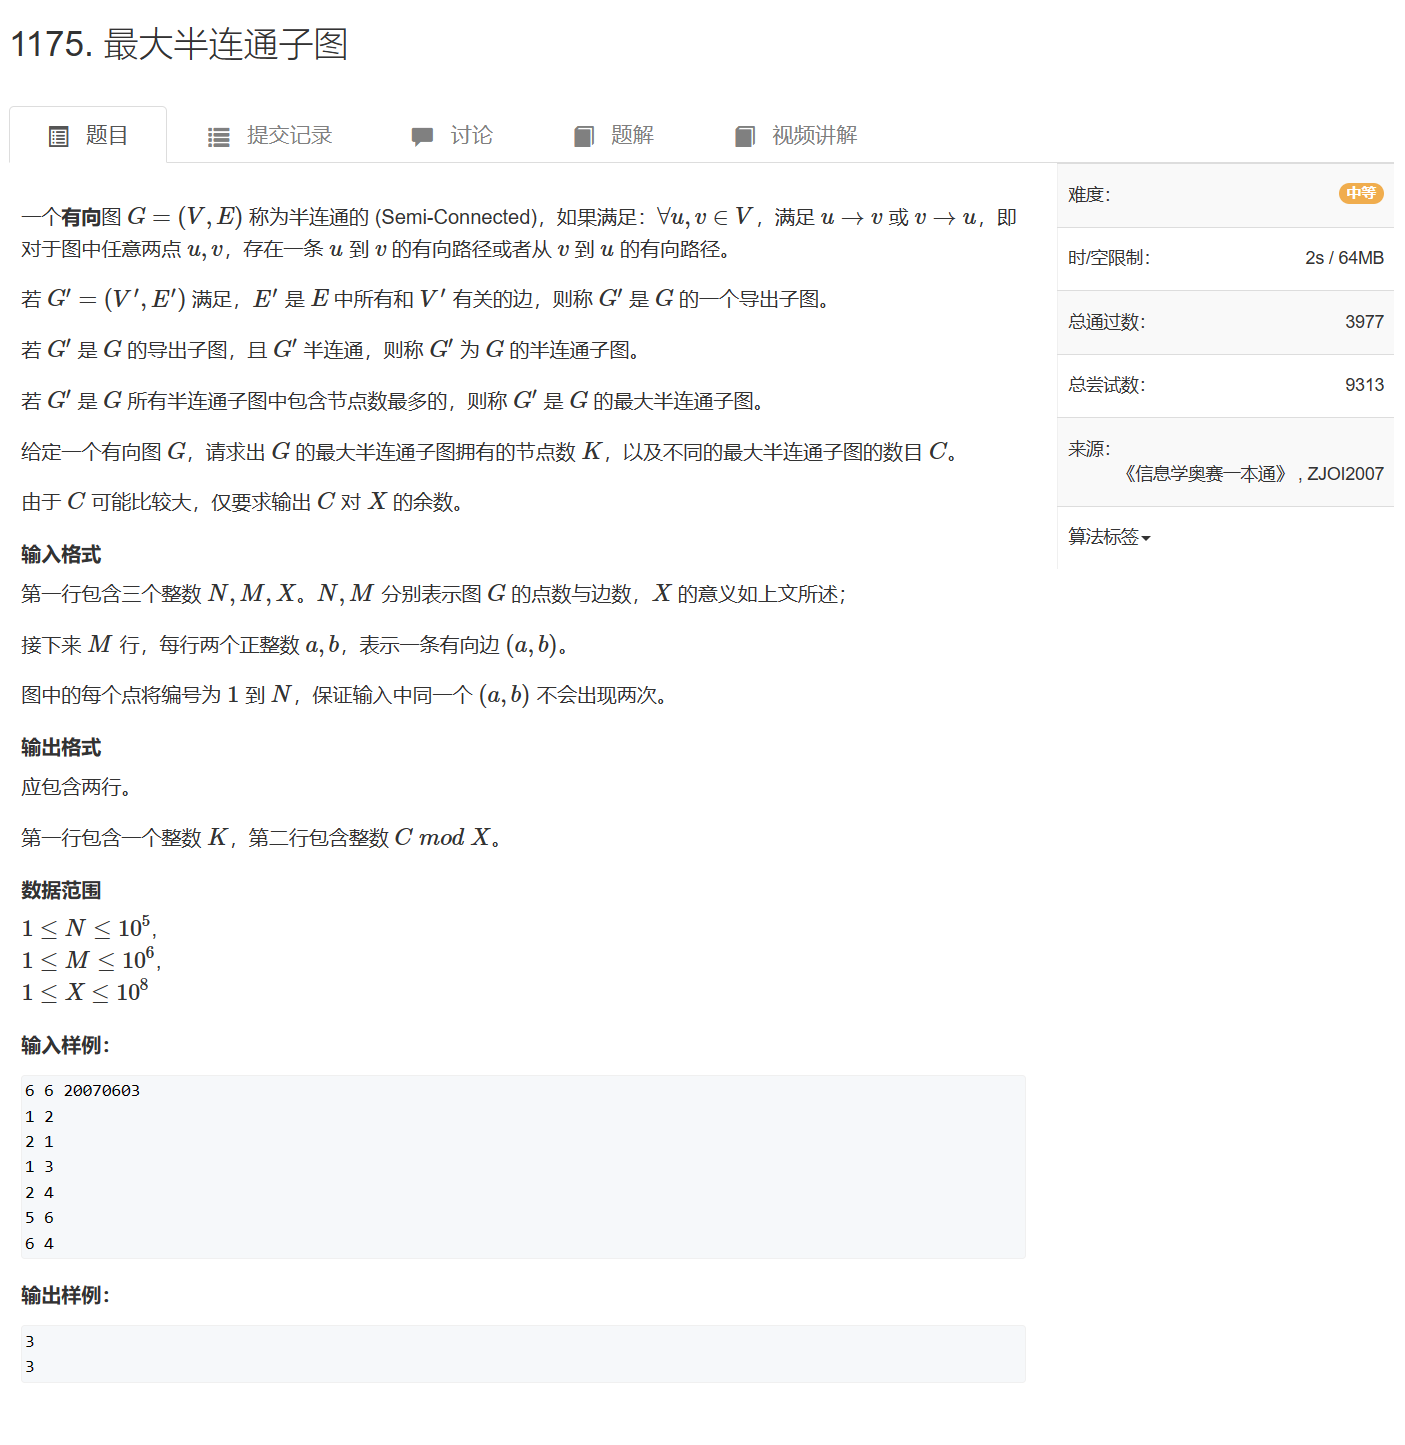 1175. 最大半连通子图
题目
提交记录
讨论
题解
视频讲解
一个有向图 G = (V, E) 称为半连通的 (Semi-Connected)，如果满足：∀u, v ∈ V，满足 u → v 或 v → u，即
对于图中任意两点 u, v，存在一条 u 到 v 的有向路径或者从 v 到 u 的有向路径。
若 G′ = (V′, E′) 满足，E′ 是 E 中所有和 V′ 有关的边，则称 G′ 是 G 的一个导出子图。
若 G′ 是 G 的导出子图，且 G′ 半连通，则称 G′ 为 G 的半连通子图。
若 G′ 是 G 所有半连通子图中包含节点数最多的，则称 G′ 是 G 的最大半连通子图。
给定一个有向图 G，请求出 G 的最大半连通子图拥有的节点数 K，以及不同的最大半连通子图的数目 C。
由于 C 可能比较大，仅要求输出 C 对 X 的余数。
输入格式
第一行包含三个整数 N, M, X。N, M 分别表示图 G 的点数与边数，X 的意义如上文所述；
接下来 M 行，每行两个正整数 a, b，表示一条有向边 (a, b)。
图中的每个点将编号为 1 到 N，保证输入中同一个 (a, b) 不会出现两次。
输出格式
应包含两行。
第一行包含一个整数 K，第二行包含整数 C mod X。
数据范围
1 ≤ N ≤ 10⁵,
1 ≤ M ≤ 10⁶,
1 ≤ X ≤ 10⁸
输入样例：
6 6 20070603
1 2
2 1
1 3
2 4
5 6
6 4
输出样例：
3
3
难度： 中等
时/空限制： 2s / 64MB
总通过数： 3977
总尝试数： 9313
来源：
《信息学奥赛一本通》 , ZJOI2007
算法标签